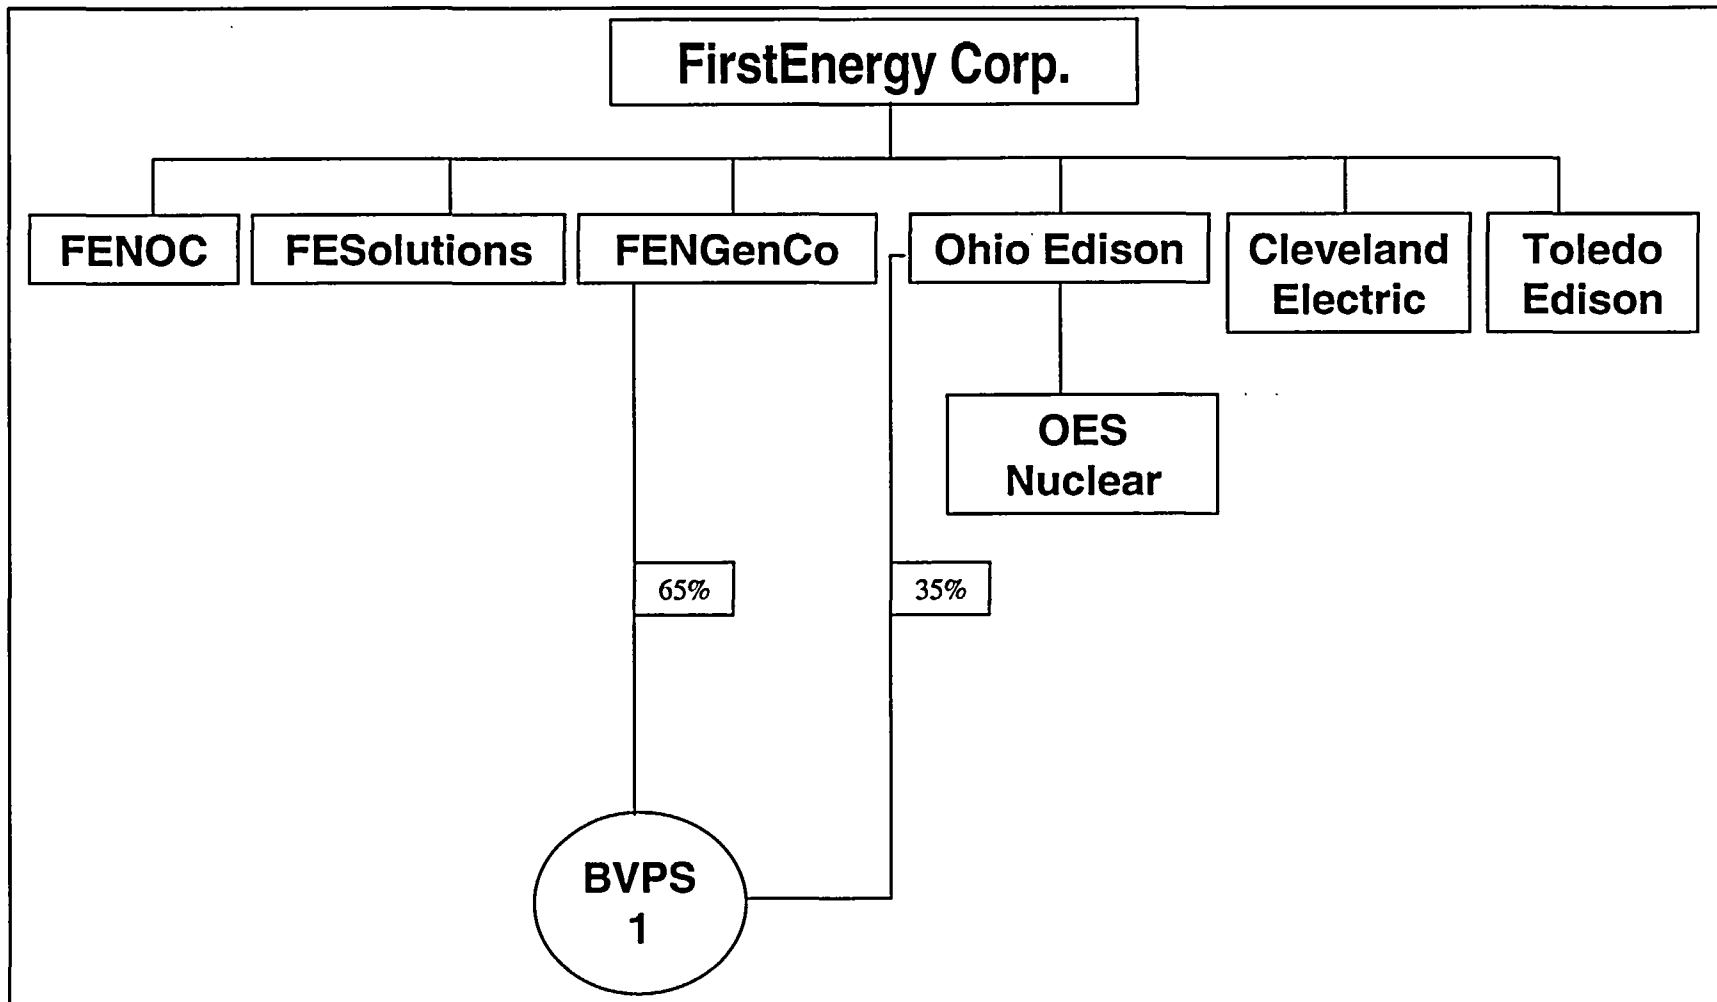 FirstEnergy Corp.
FENOC
FESolutions
FENGenCo
Ohio Edison
Cleveland
Electric
Toledo
Edison
OES
Nuclear
65%
35%
BVPS
1